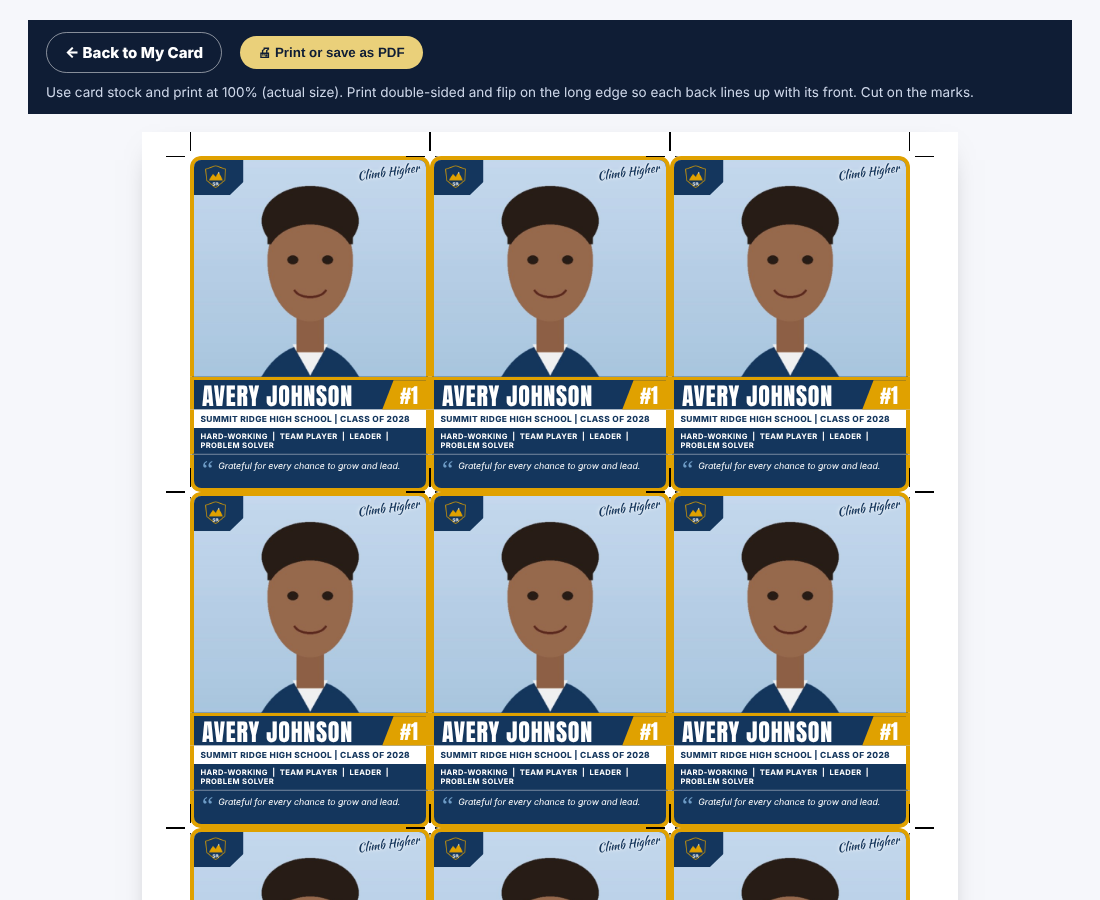 ← Back to My Card
🖨 Print or save as PDF
Use card stock and print at 100% (actual size). Print double-sided and flip on the long edge so each back lines up with its front. Cut on the marks.
SR Climb Higher
SR Climb Higher
SR Climb Higher
AVERY JOHNSON #1
AVERY JOHNSON #1
AVERY JOHNSON #1
SUMMIT RIDGE HIGH SCHOOL | CLASS OF 2028
SUMMIT RIDGE HIGH SCHOOL | CLASS OF 2028
SUMMIT RIDGE HIGH SCHOOL | CLASS OF 2028
HARD-WORKING | TEAM PLAYER | LEADER |
PROBLEM SOLVER
HARD-WORKING | TEAM PLAYER | LEADER |
PROBLEM SOLVER
HARD-WORKING | TEAM PLAYER | LEADER |
PROBLEM SOLVER
“ Grateful for every chance to grow and lead.
“ Grateful for every chance to grow and lead.
“ Grateful for every chance to grow and lead.
SR Climb Higher
SR Climb Higher
SR Climb Higher
AVERY JOHNSON #1
AVERY JOHNSON #1
AVERY JOHNSON #1
SUMMIT RIDGE HIGH SCHOOL | CLASS OF 2028
SUMMIT RIDGE HIGH SCHOOL | CLASS OF 2028
SUMMIT RIDGE HIGH SCHOOL | CLASS OF 2028
HARD-WORKING | TEAM PLAYER | LEADER |
PROBLEM SOLVER
HARD-WORKING | TEAM PLAYER | LEADER |
PROBLEM SOLVER
HARD-WORKING | TEAM PLAYER | LEADER |
PROBLEM SOLVER
“ Grateful for every chance to grow and lead.
“ Grateful for every chance to grow and lead.
“ Grateful for every chance to grow and lead.
SR Climb Higher
SR Climb Higher
SR Climb Higher